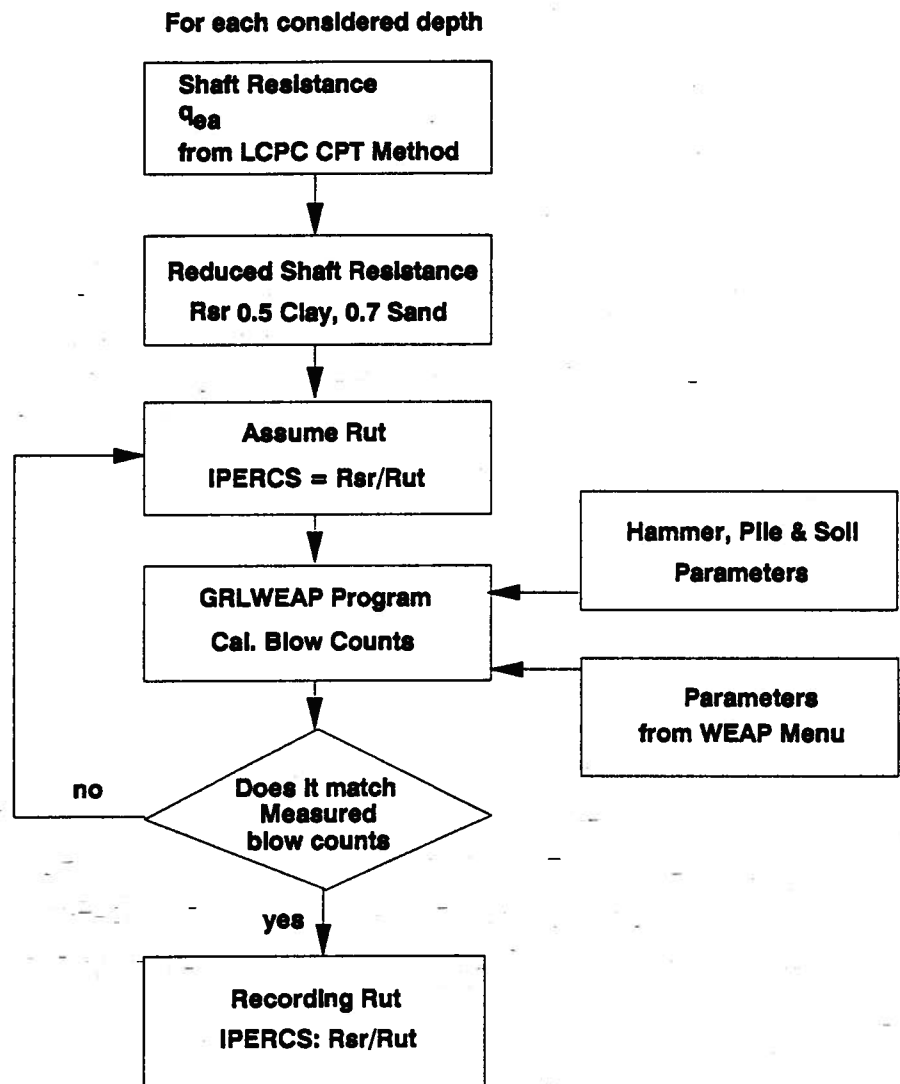 For each considered depth
Shaft Resistance
qea
from LCPC CPT Method
Reduced Shaft Resistance
Rsr 0.5 Clay, 0.7 Sand
Assume Rut
IPERCS = Rsr/Rut
Hammer, Pile & Soil
Parameters
GRLWEAP Program
Cal. Blow Counts
Parameters
from WEAP Menu
no
Does it match
Measured
blow counts
yes
Recording Rut
IPERCS: Rsr/Rut